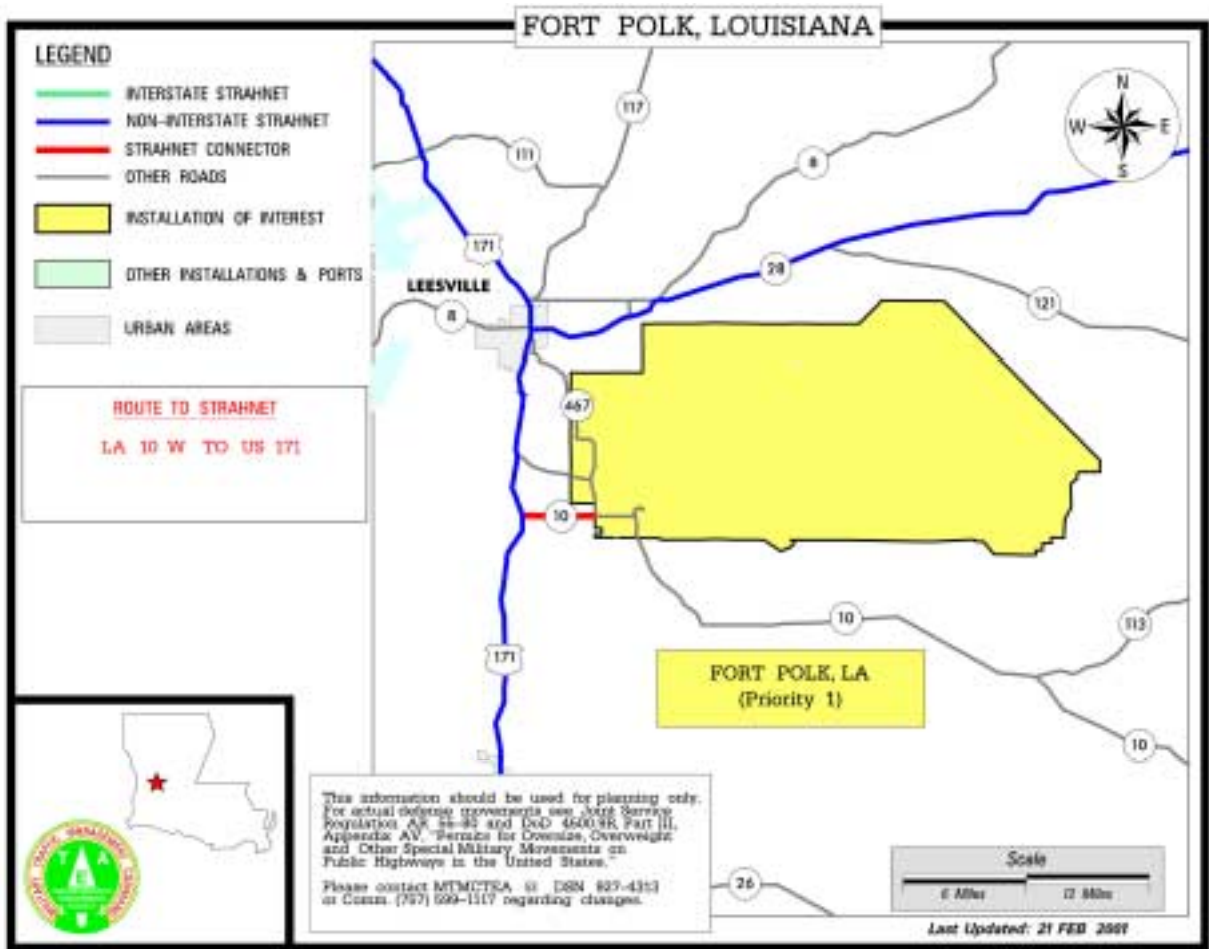 FORT POLK, LOUISIANA
LEGEND
INTERSTATE STRAHNET
NON-INTERSTATE STRAHNET
STRAHNET CONNECTOR
OTHER ROADS
INSTALLATION OF INTEREST
OTHER INSTALLATIONS & PORTS
URBAN AREAS
ROUTE TO STRAHNET
LA 10 W TO US 171
N
W E
S
117
111
8
171
28
LEESVILLE
8
121
467
10
10
113
171
FORT POLK, LA
(Priority 1)
10
26
This information should be used for planning only.
For actual defense movements see Joint Service
Regulation AR 55-80 and DoD 4500.9R, Part III,
Appendix AV, "Permits for Oversize, Overweight
and Other Special Military Movements on
Public Highways in the United States."
Please contact MTMCTEA @ DSN 927-4313
or Comm. (757) 599-1117 regarding changes.
MILITARY TRAFFIC MANAGEMENT COMMAND
T E A
Scale
6 Miles 12 Miles
Last Updated: 21 FEB 2001